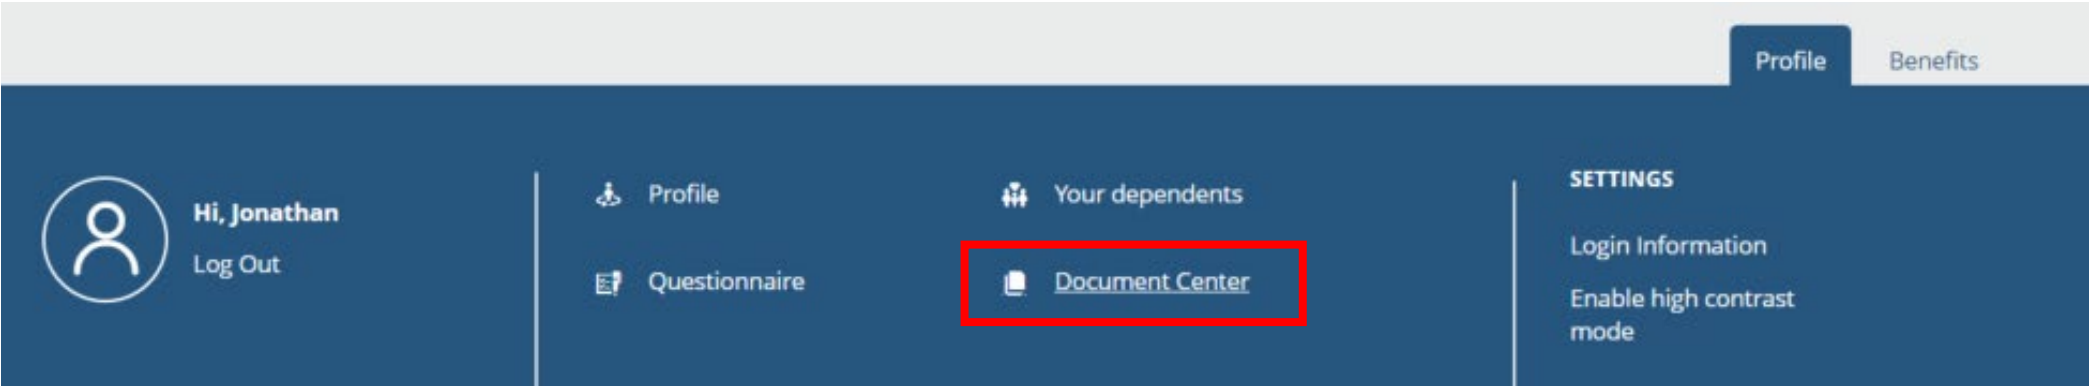 Profile
Benefits
Hi, Jonathan
Log Out
Profile
Questionnaire
Your dependents
Document Center
SETTINGS
Login Information
Enable high contrast
mode